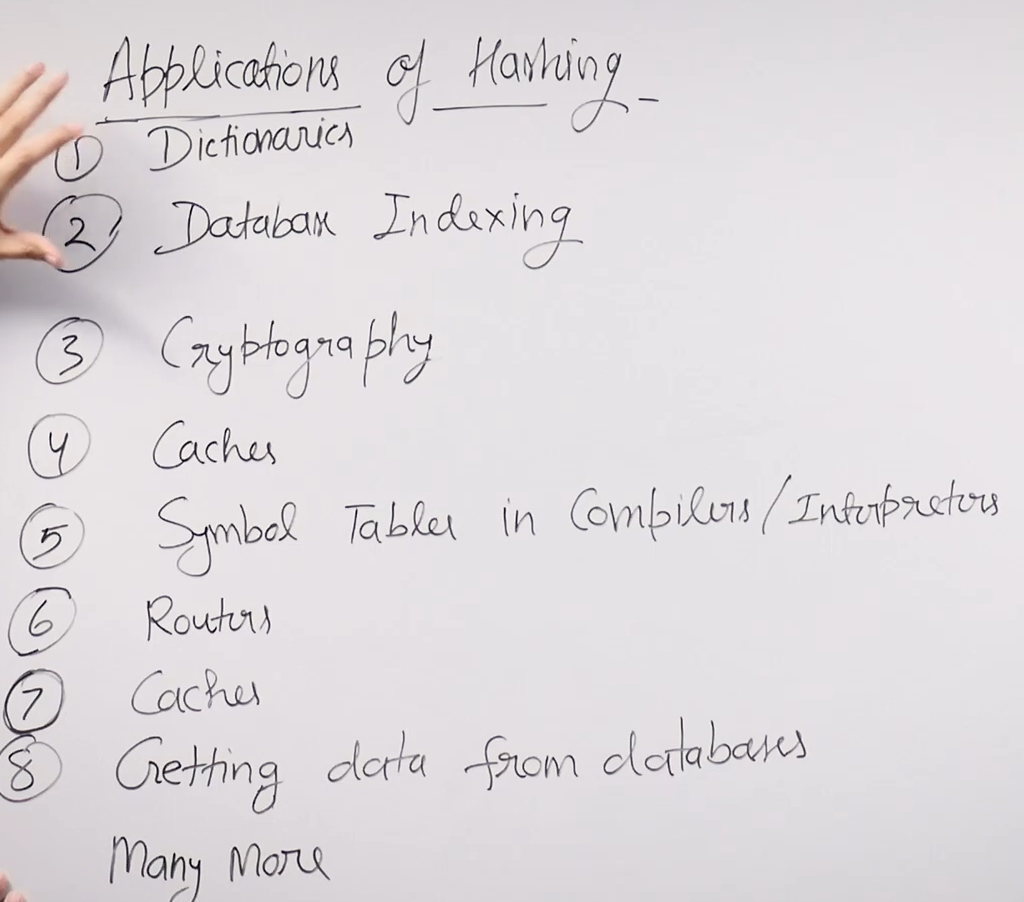 Applications of Hashing
1 Dictionaries
2 Database Indexing
3 Cryptography
4 Caches
5 Symbol Tables in Compilers/Interpretors
6 Routers
7 Caches
8 Getting data from databases
Many More